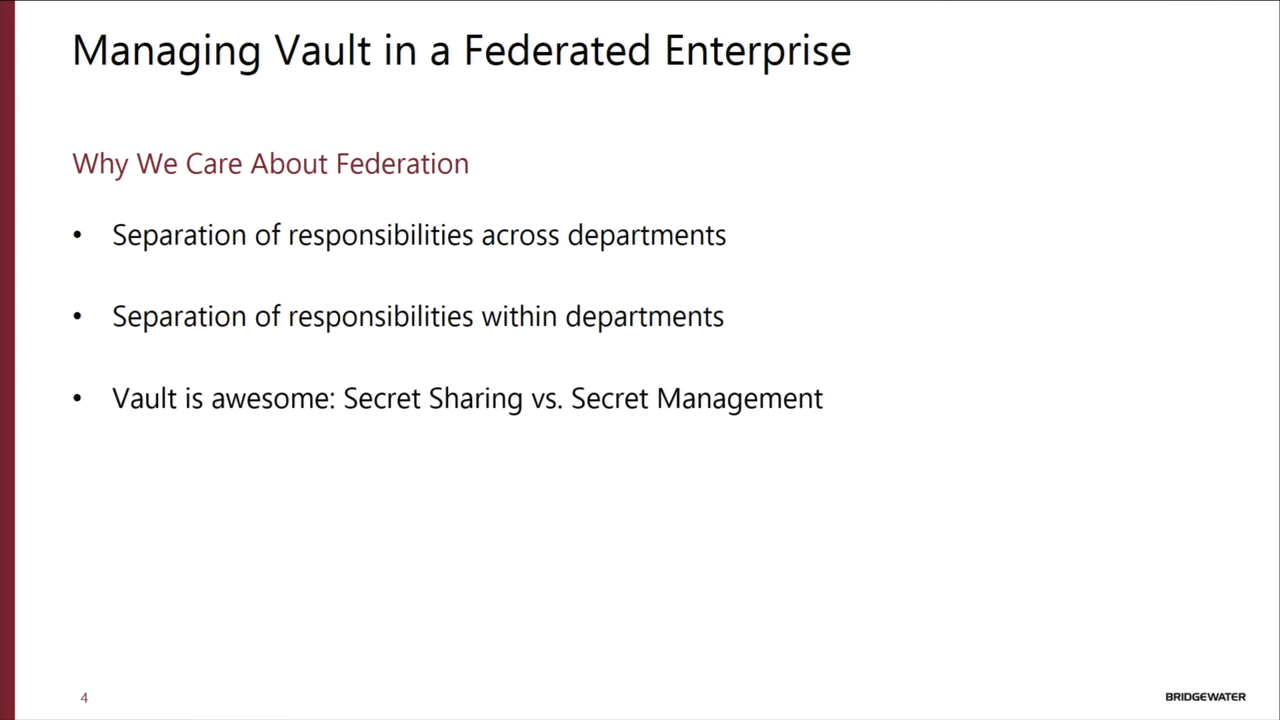 Managing Vault in a Federated Enterprise
Why We Care About Federation
• Separation of responsibilities across departments
• Separation of responsibilities within departments
• Vault is awesome: Secret Sharing vs. Secret Management
4
BRIDGEWATER